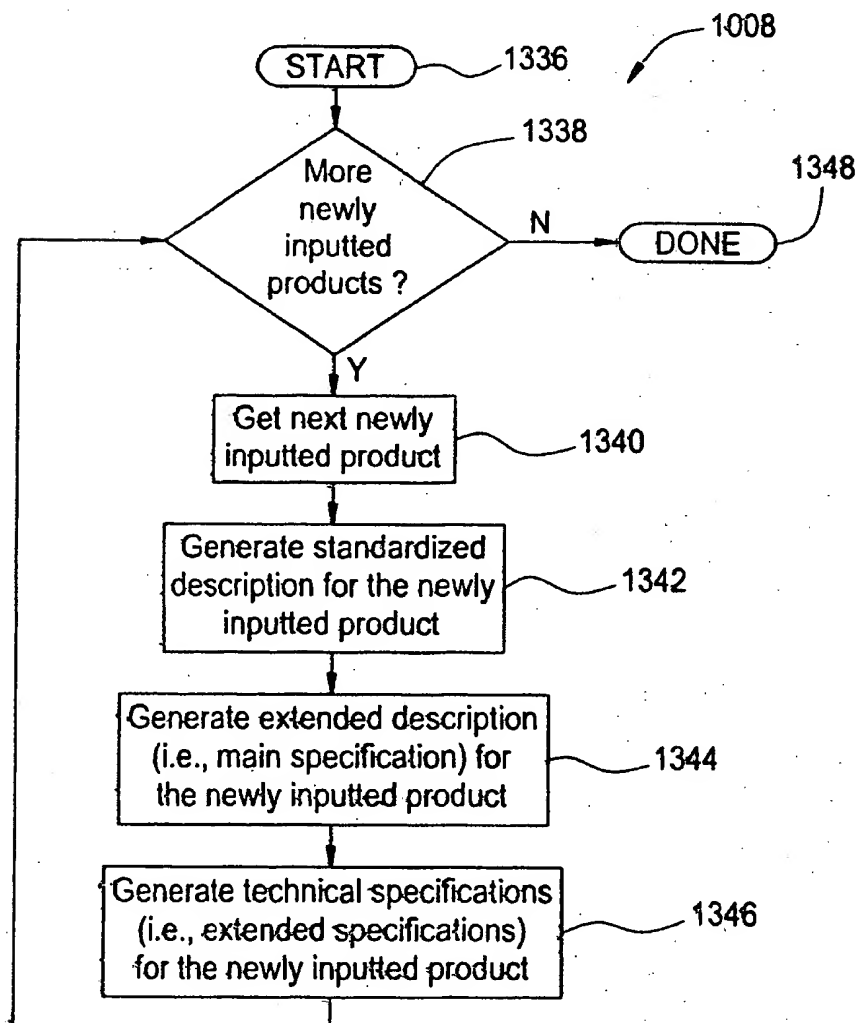 1008
START
1336
1338
More
newly
inputted
products ?
N
DONE
1348
Y
Get next newly
inputted product
1340
Generate standardized
description for the newly
inputted product
1342
Generate extended description
(i.e., main specification) for
the newly inputted product
1344
Generate technical specifications
(i.e., extended specifications)
for the newly inputted product
1346